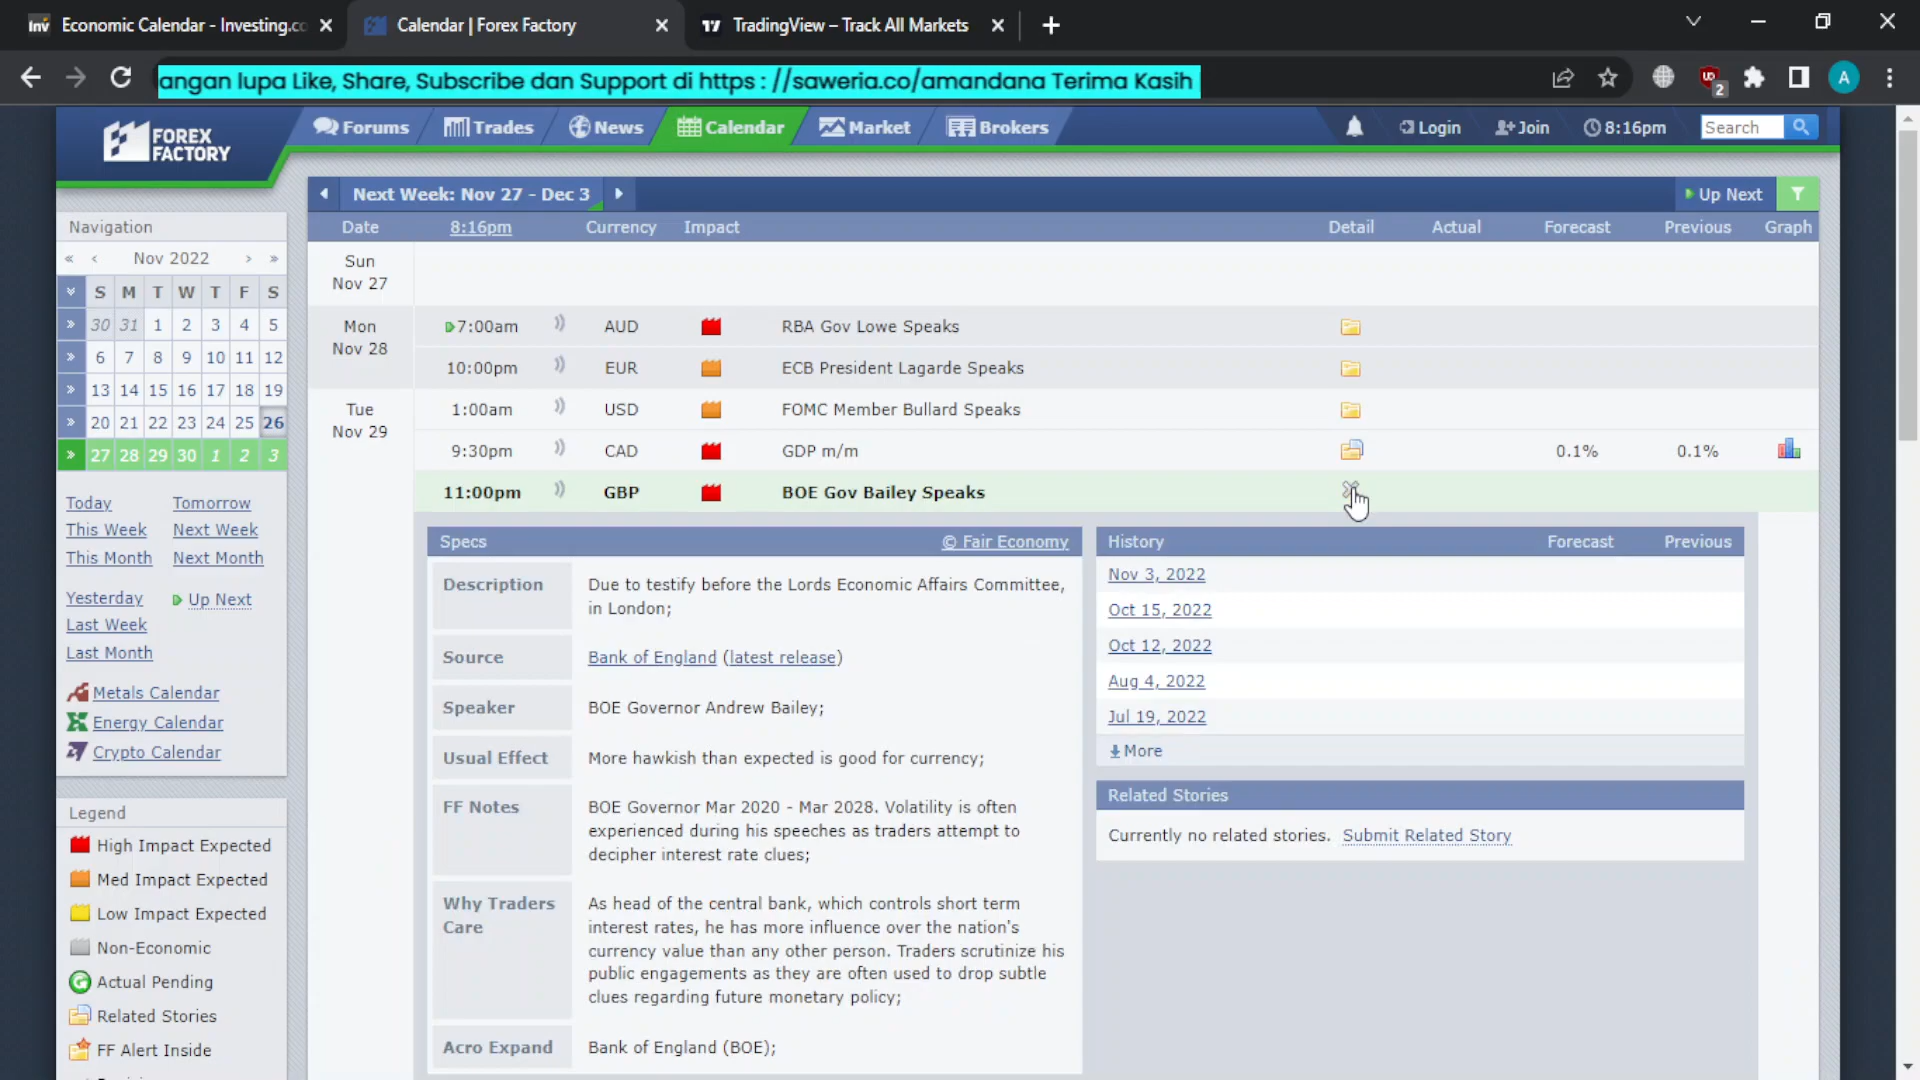 Economic Calendar - Investing.co
Calendar | Forex Factory
TradingView – Track All Markets
angan lupa Like, Share, Subscribe dan Support di https : //saweria.co/amandana Terima Kasih
2
A
FOREX
FACTORY
Forums
Trades
News
Calendar
Market
Brokers
Login
Join
8:16pm
Search
Navigation
« ‹ Nov 2022 › »
S M T W T F S
» 30 31 1 2 3 4 5
» 6 7 8 9 10 11 12
» 13 14 15 16 17 18 19
» 20 21 22 23 24 25 26
» 27 28 29 30 1 2 3
Today Tomorrow
This Week Next Week
This Month Next Month
Yesterday Up Next
Last Week
Last Month
Metals Calendar
Energy Calendar
Crypto Calendar
Legend
High Impact Expected
Med Impact Expected
Low Impact Expected
Non-Economic
Actual Pending
Related Stories
FF Alert Inside
Next Week: Nov 27 - Dec 3
Up Next
Date 8:16pm Currency Impact Detail Actual Forecast Previous Graph
Sun
Nov 27
Mon
Nov 28
7:00am AUD RBA Gov Lowe Speaks
10:00pm EUR ECB President Lagarde Speaks
Tue
Nov 29
1:00am USD FOMC Member Bullard Speaks
9:30pm CAD GDP m/m 0.1% 0.1%
11:00pm GBP BOE Gov Bailey Speaks
Specs © Fair Economy
Description Due to testify before the Lords Economic Affairs Committee,
in London;
Source Bank of England (latest release)
Speaker BOE Governor Andrew Bailey;
Usual Effect More hawkish than expected is good for currency;
FF Notes BOE Governor Mar 2020 - Mar 2028. Volatility is often
experienced during his speeches as traders attempt to
decipher interest rate clues;
Why Traders
Care
As head of the central bank, which controls short term
interest rates, he has more influence over the nation's
currency value than any other person. Traders scrutinize his
public engagements as they are often used to drop subtle
clues regarding future monetary policy;
Acro Expand Bank of England (BOE);
History Forecast Previous
Nov 3, 2022
Oct 15, 2022
Oct 12, 2022
Aug 4, 2022
Jul 19, 2022
More
Related Stories
Currently no related stories. Submit Related Story